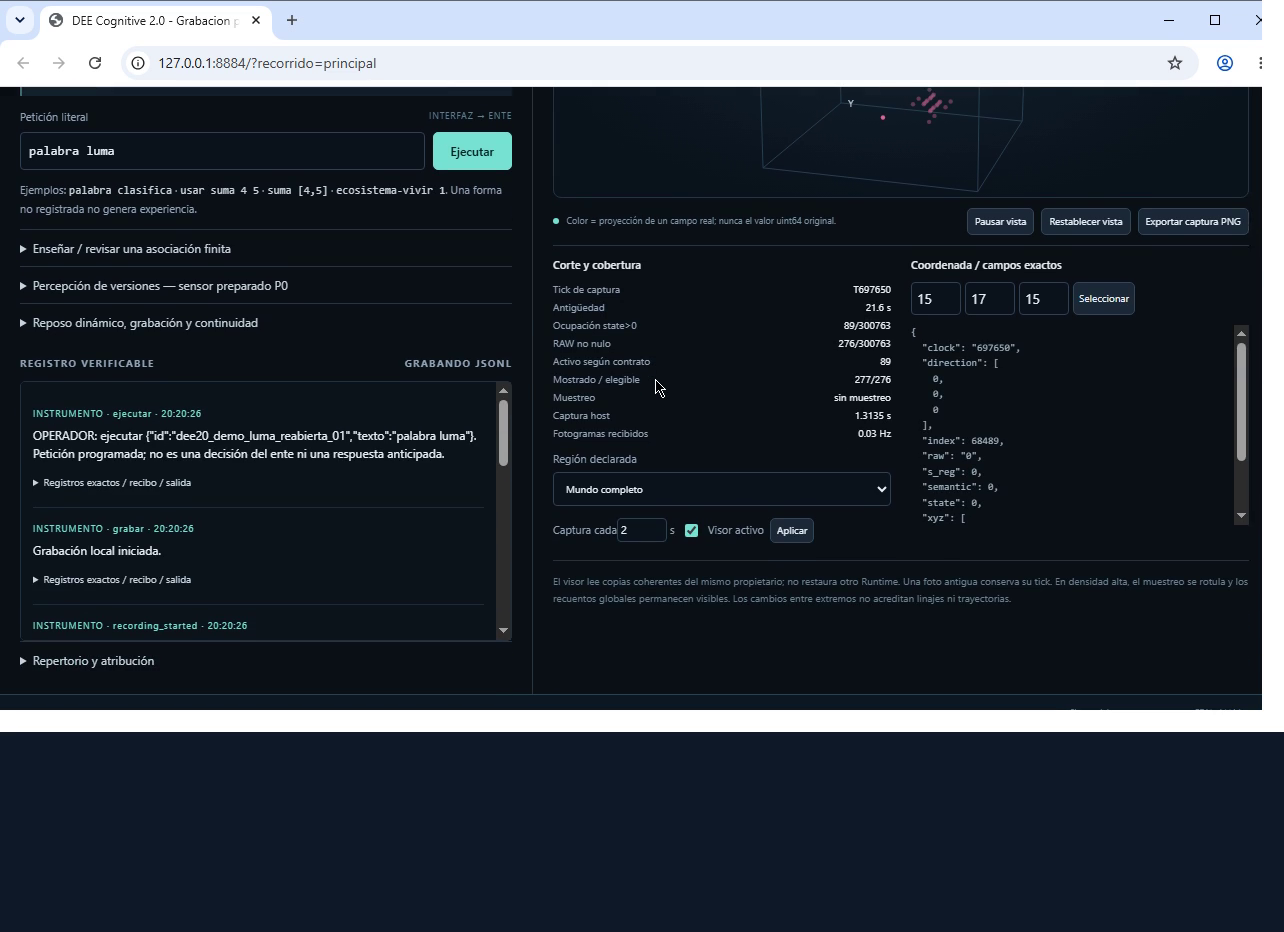 DEE Cognitive 2.0 - Grabacion
127.0.0.1:8884/?recorrido=principal
Petición literal
INTERFAZ → ENTE
palabra luma
Ejecutar
Ejemplos: palabra clasifica · usar suma 4 5 · suma [4,5] · ecosistema-vivir 1. Una forma
no registrada no genera experiencia.
▶ Enseñar / revisar una asociación finita
▶ Percepción de versiones — sensor preparado P0
▶ Reposo dinámico, grabación y continuidad
REGISTRO VERIFICABLE
GRABANDO JSONL
INSTRUMENTO · ejecutar · 20:20:26
OPERADOR: ejecutar {"id":"dee20_demo_luma_reabierta_01","texto":"palabra luma"}.
Petición programada; no es una decisión del ente ni una respuesta anticipada.
▶ Registros exactos / recibo / salida
INSTRUMENTO · grabar · 20:20:26
Grabación local iniciada.
▶ Registros exactos / recibo / salida
INSTRUMENTO · recording_started · 20:20:26
▶ Repertorio y atribución
Y
Color = proyección de un campo real; nunca el valor uint64 original.
Pausar vista
Restablecer vista
Exportar captura PNG
Corte y cobertura
Tick de captura T697650
Antigüedad 21.6 s
Ocupación state>0 89/300763
RAW no nulo 276/300763
Activo según contrato 89
Mostrado / elegible 277/276
Muestreo sin muestreo
Captura host 1.3135 s
Fotogramas recibidos 0.03 Hz
Región declarada
Mundo completo
Captura cada 2 s Visor activo Aplicar
Coordenada / campos exactos
15 17 15 Seleccionar
{
"clock": "697650",
"direction": [
0,
0,
0
],
"index": 68489,
"raw": "0",
"s_reg": 0,
"semantic": 0,
"state": 0,
"xyz": [
El visor lee copias coherentes del mismo propietario; no restaura otro Runtime. Una foto antigua conserva su tick. En densidad alta, el muestreo se rotula y los
recuentos globales permanecen visibles. Los cambios entre extremos no acreditan linajes ni trayectorias.